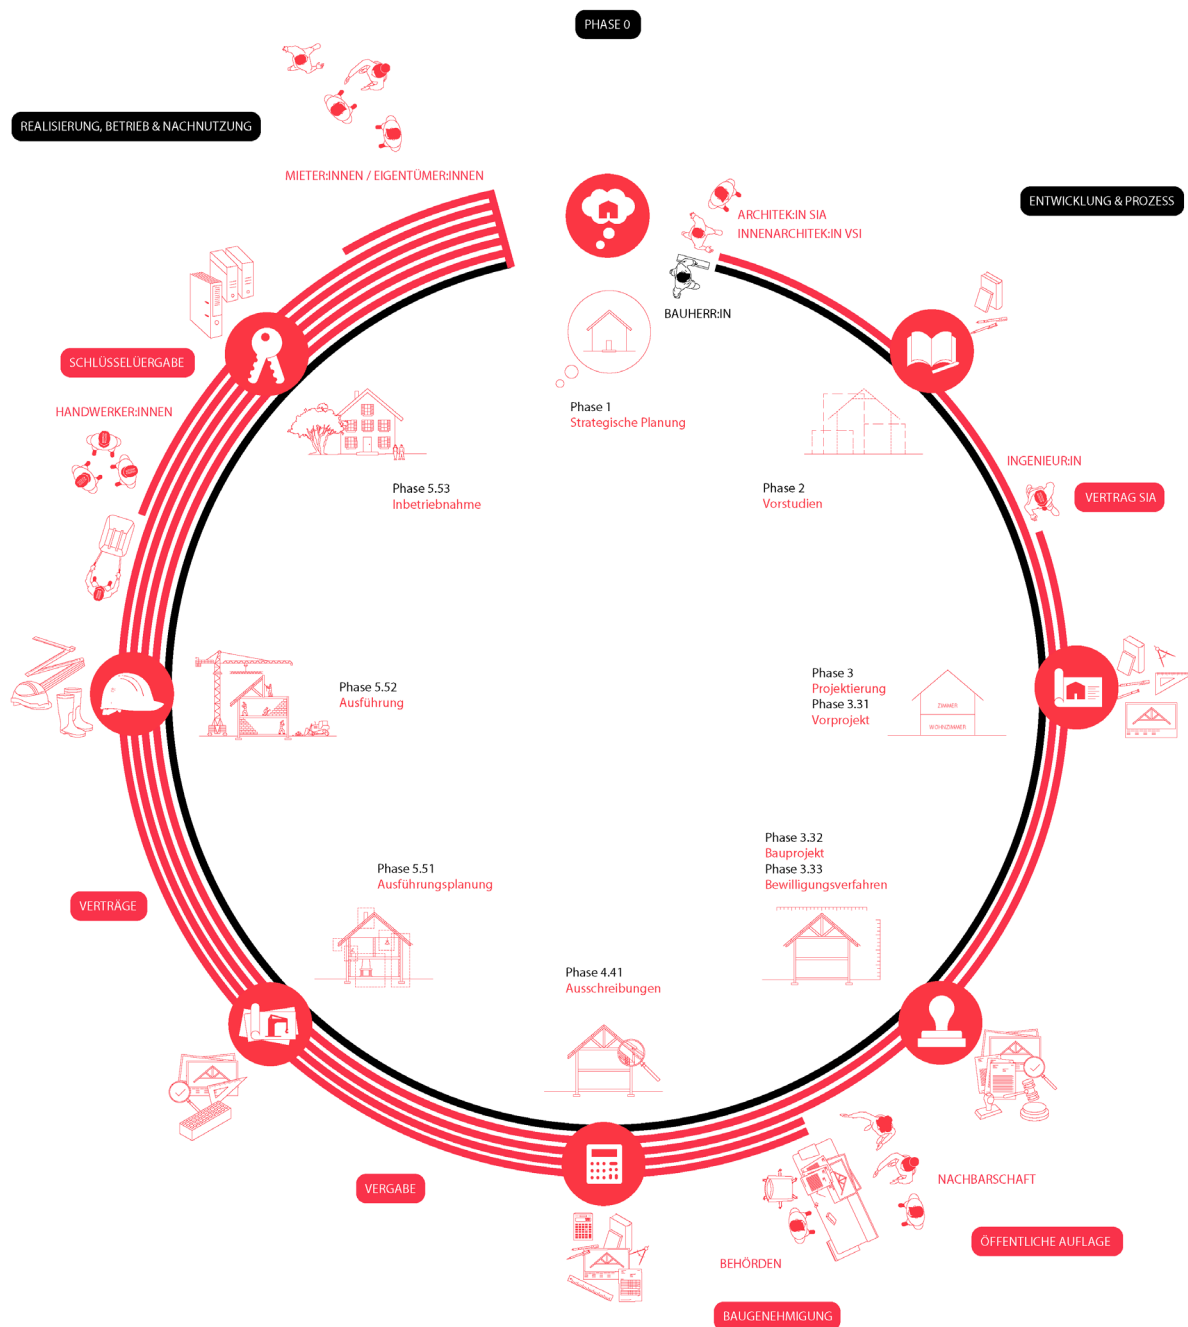 PHASE 0
REALISIERUNG, BETRIEB & NACHNUTZUNG
MIETER:INNEN / EIGENTÜMER:INNEN
ENTWICKLUNG & PROZESS
ARCHITEK:IN SIA
INNENARCHITEK:IN VSI
BAUHERR:IN
Phase 1
Strategische Planung
SCHLÜSSELÜERGABE
HANDWERKER:INNEN
Phase 5.53
Inbetriebnahme
Phase 2
Vorstudien
INGENIEUR:IN
VERTRAG SIA
Phase 5.52
Ausführung
Phase 3
Projektierung
Phase 3.31
Vorprojekt
ZIMMER
WOHNZIMMER
Phase 3.32
Bauprojekt
Phase 3.33
Bewilligungsverfahren
Phase 5.51
Ausführungsplanung
VERTRÄGE
Phase 4.41
Ausschreibungen
VERGABE
NACHBARSCHAFT
ÖFFENTLICHE AUFLAGE
BEHÖRDEN
BAUGENEHMIGUNG